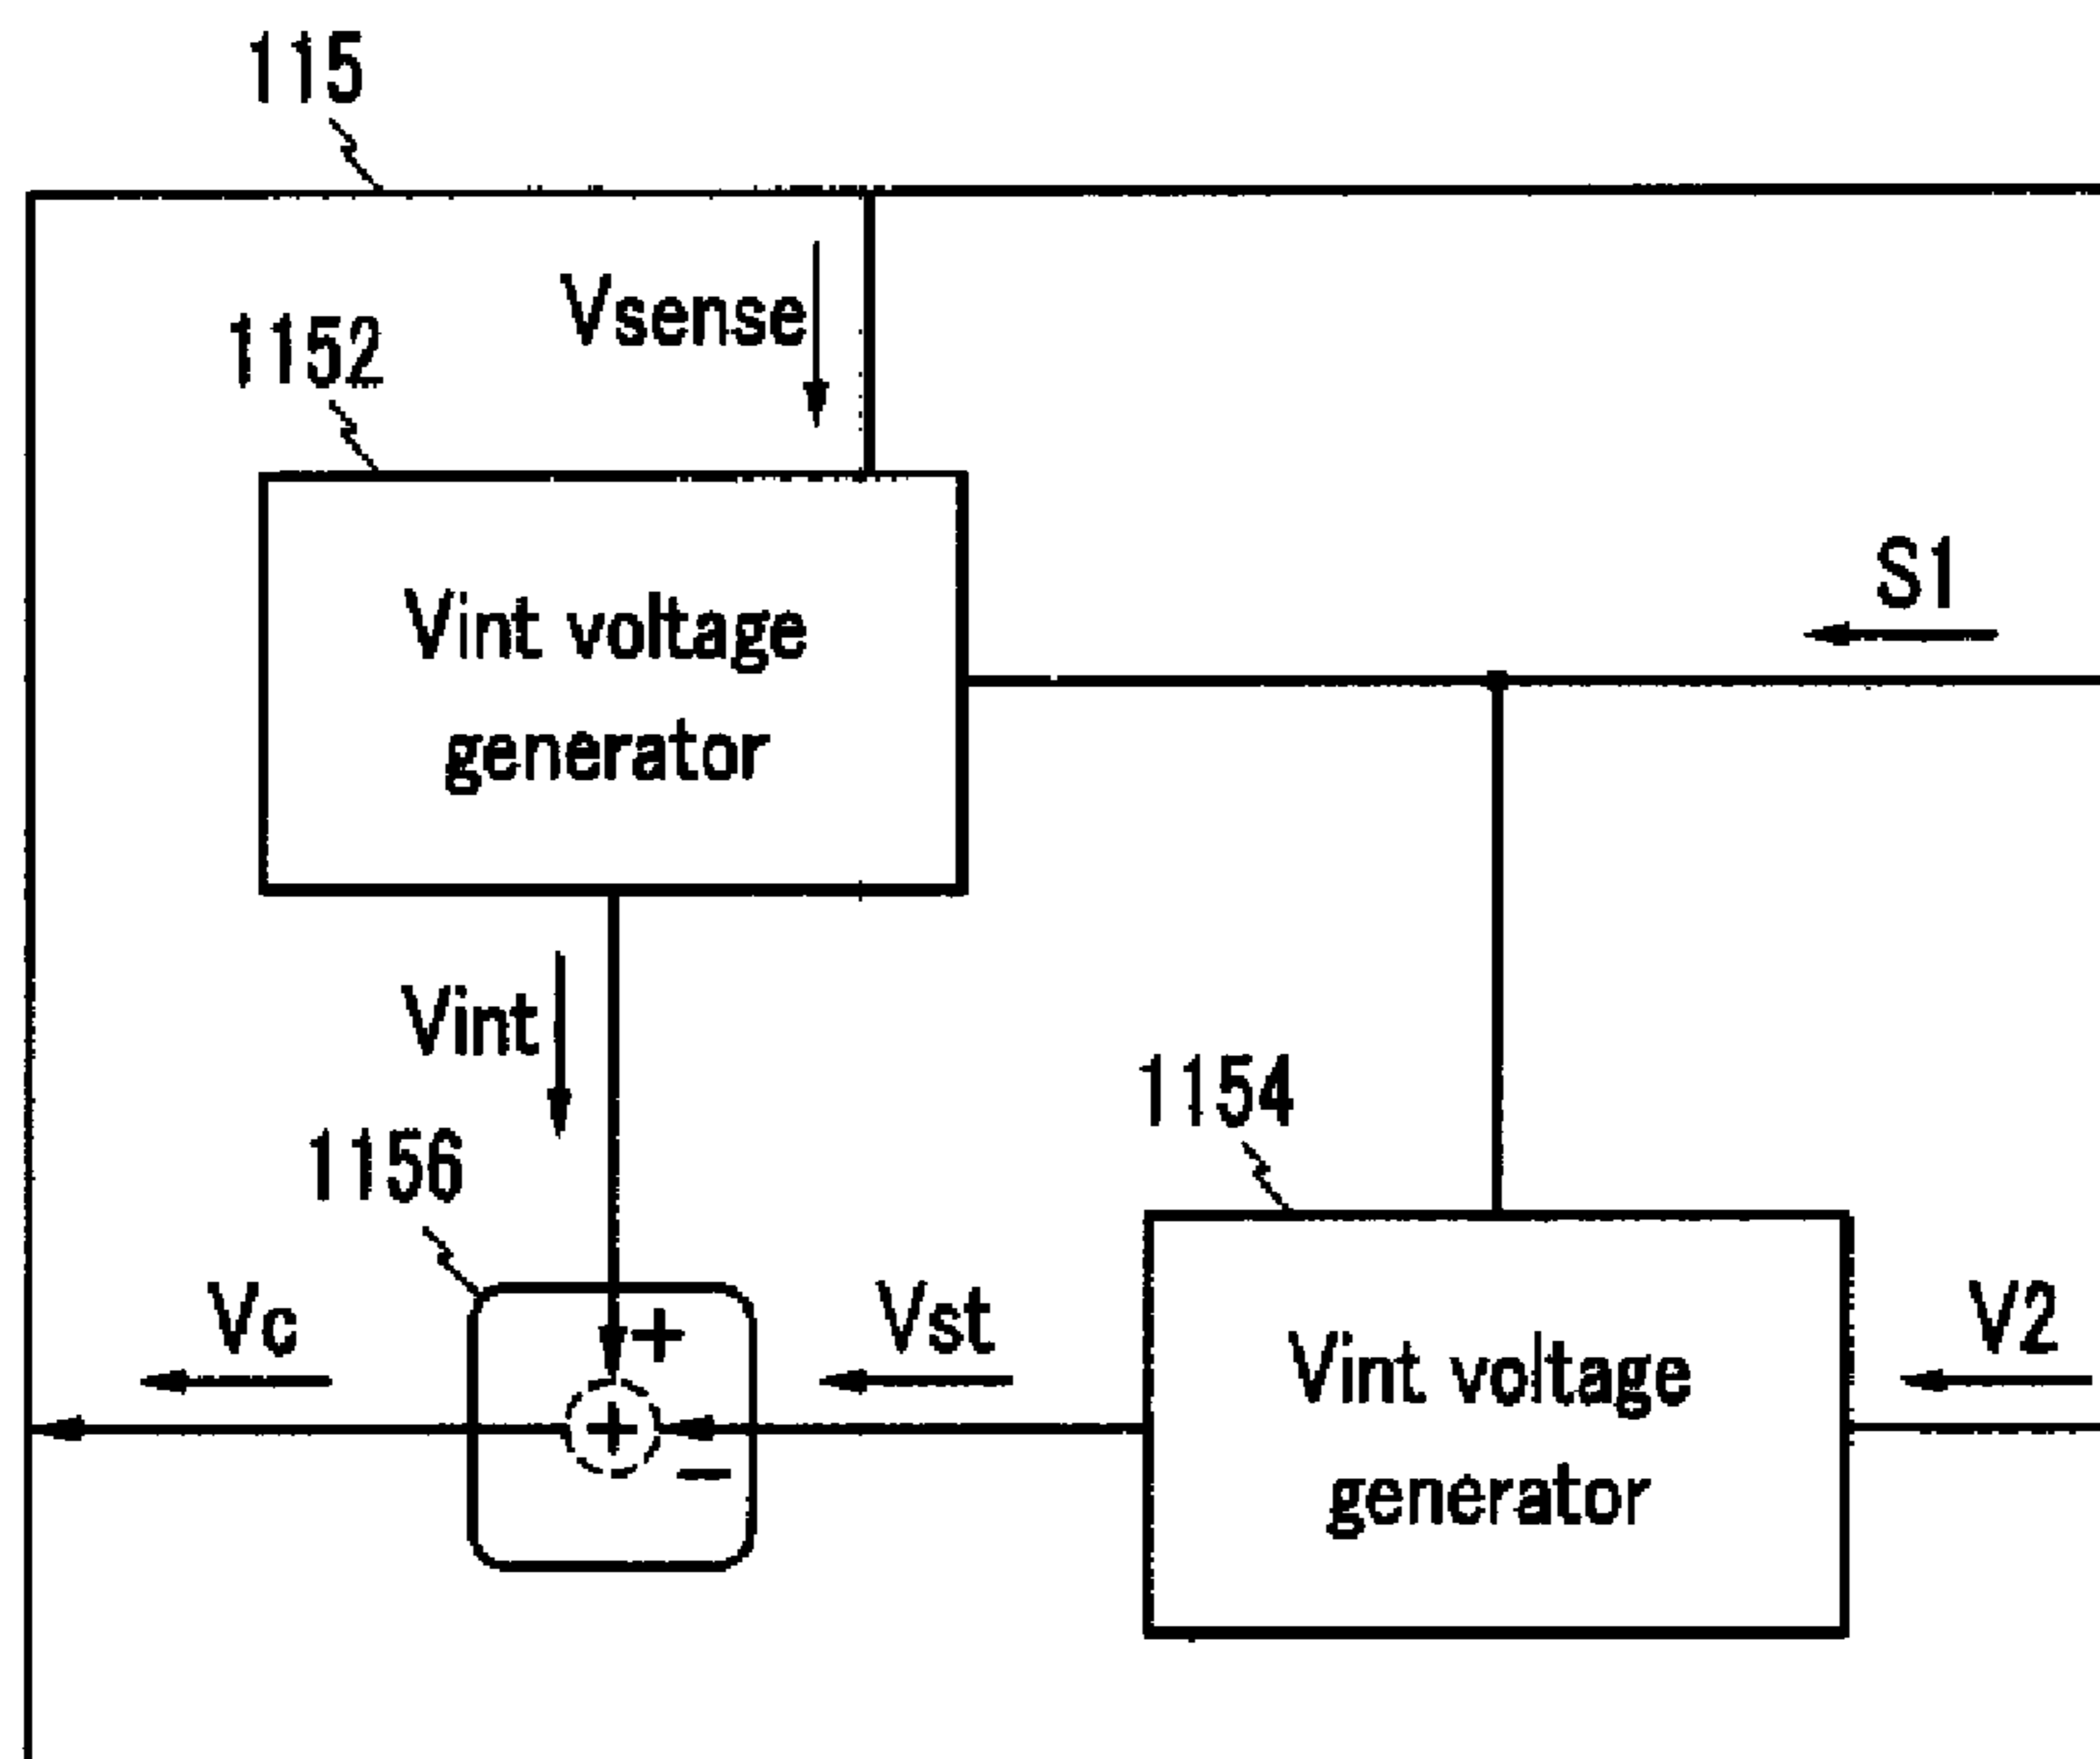 115
Vsense
1152
Vint voltage
generator
S1
Vint
1156
1154
Vc
+
Vst
V2
Vint voltage
generator
+
−